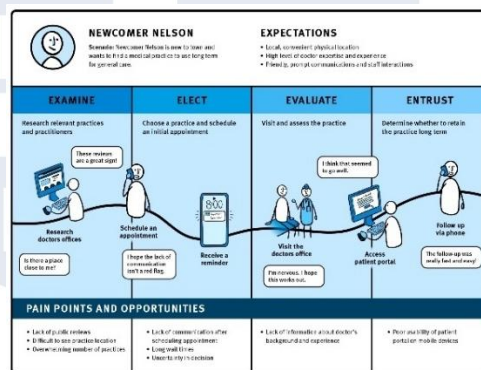 NEWCOMER NELSON
Scenario: Newcomer Nelson is new to town and
wants to find a medical practice to use long term
for general care.
EXPECTATIONS
• Local, convenient physical location
• High level of doctor expertise and experience
• Friendly, prompt communications and staff interactions
EXAMINE
Research relevant practices
and practitioners
ELECT
Choose a practice and schedule
an initial appointment
EVALUATE
Visit and assess the practice
ENTRUST
Determine whether to retain
the practice long term
These reviews
are a great sign!
Research
doctors offices
Is there a place
close to me?
Schedule an
appointment
I hope the lack of
communication
isn't a red flag.
8:00
Receive a
reminder
I think that seemed
to go well.
Visit the
doctors office
I'm nervous. I hope
this works out.
Access
patient portal
Follow up
via phone
The follow-up was
really fast and easy!
PAIN POINTS AND OPPORTUNITIES
• Lack of public reviews
• Difficult to see practice location
• Overwhelming number of practices
• Lack of communication after
scheduling appointment
• Long wait times
• Uncertainty in decision
• Lack of information about doctor's
background and experience
• Poor usability of patient
portal on mobile devices